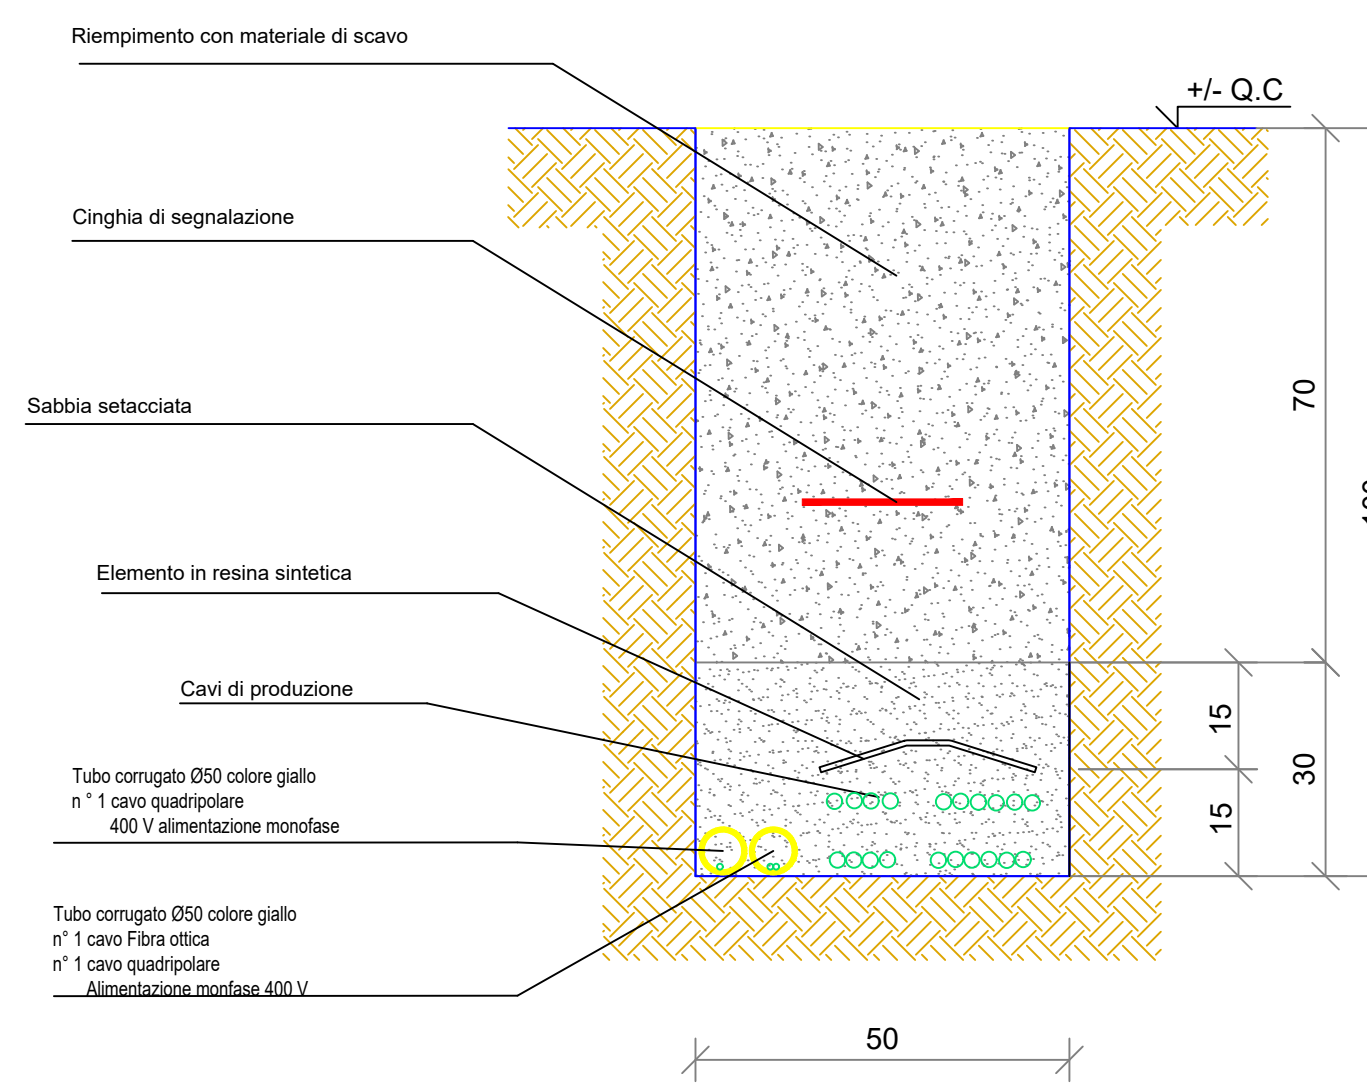 Riempimento con materiale di scavo
+/- Q.C
Cinghia di segnalazione
70
Sabbia setacciata
Elemento in resina sintetica
Cavi di produzione
15
30
15
Tubo corrugato Ø50 colore giallo
n ° 1 cavo quadripolare
400 V alimentazione monofase
Tubo corrugato Ø50 colore giallo
n° 1 cavo Fibra ottica
n° 1 cavo quadripolare
Alimentazione monfase 400 V
50